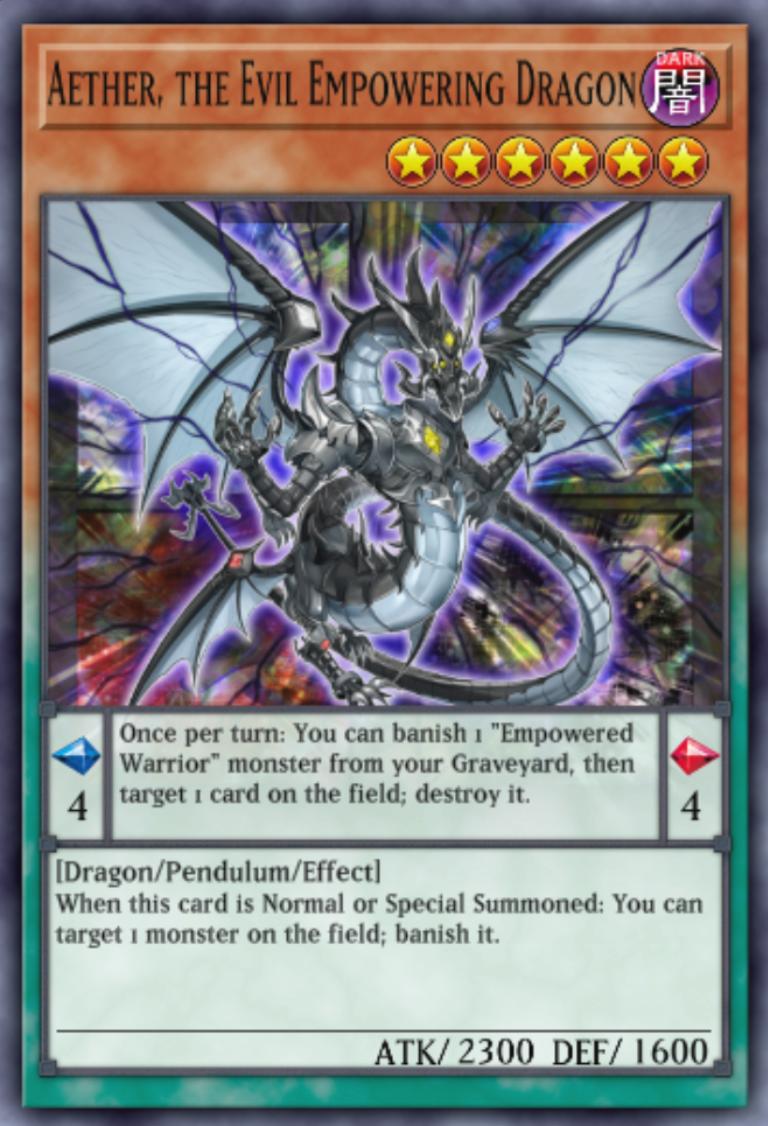 AETHER, THE EVIL EMPOWERING DRAGON
DARK
闇
Once per turn: You can banish 1 "Empowered
Warrior" monster from your Graveyard, then
target 1 card on the field; destroy it.
4
4
[Dragon/Pendulum/Effect]
When this card is Normal or Special Summoned: You can
target 1 monster on the field; banish it.
ATK/ 2300 DEF/ 1600